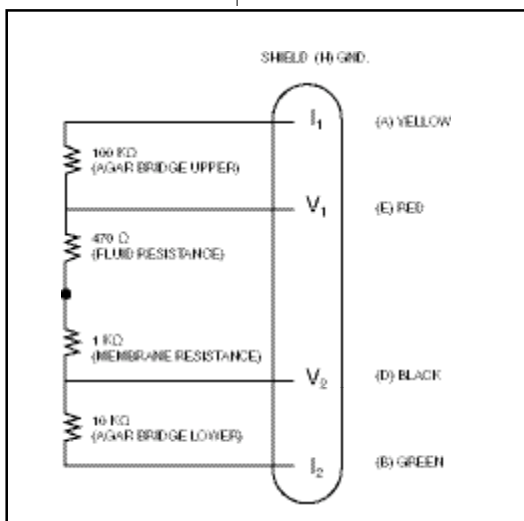 SHIELD (H) GND.
I1
(A) YELLOW
100 KΩ
(AGAR BRIDGE UPPER)
V1
(E) RED
470 Ω
(FLUID RESISTANCE)
1 KΩ
(MEMBRANE RESISTANCE)
V2
(D) BLACK
10 KΩ
(AGAR BRIDGE LOWER)
I2
(B) GREEN